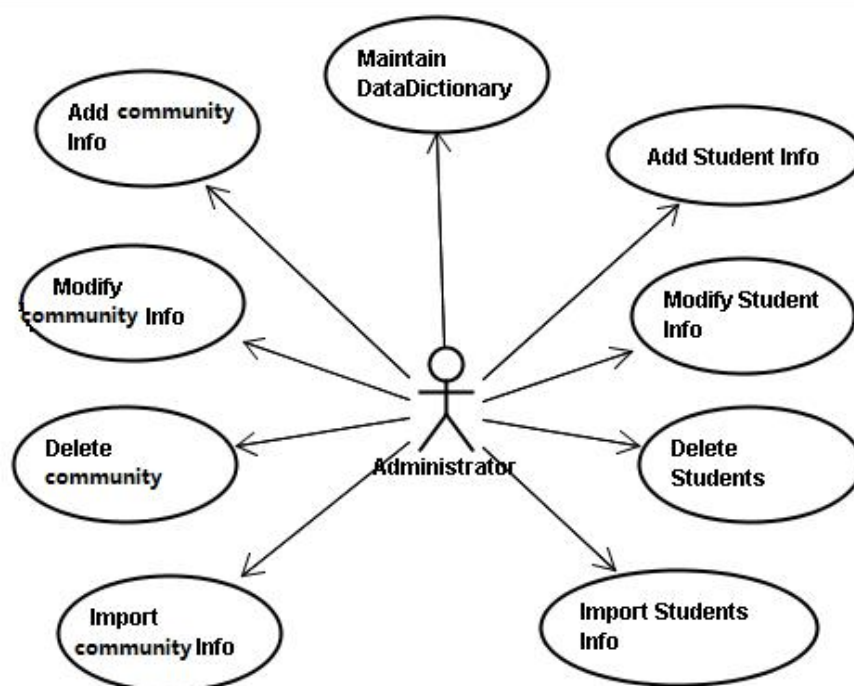 Maintain
DataDictionary
Add community
Info
Add Student Info
Modify
community Info
Modify Student
Info
Administrator
Delete
community
Delete
Students
Import
community Info
Import Students
Info